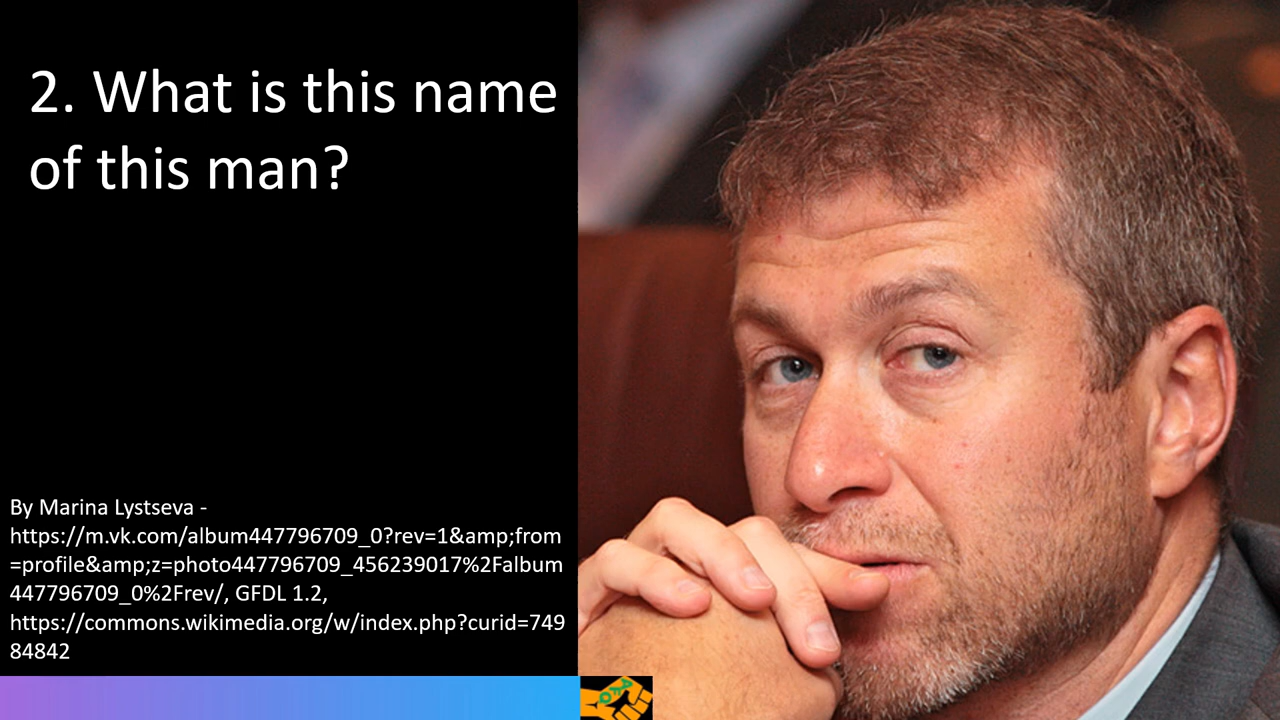 2. What is this name
of this man?
By Marina Lystseva -
https://m.vk.com/album447796709_0?rev=1&amp;from
=profile&amp;z=photo447796709_456239017%2Falbum
447796709_0%2Frev/, GFDL 1.2,
https://commons.wikimedia.org/w/index.php?curid=749
84842